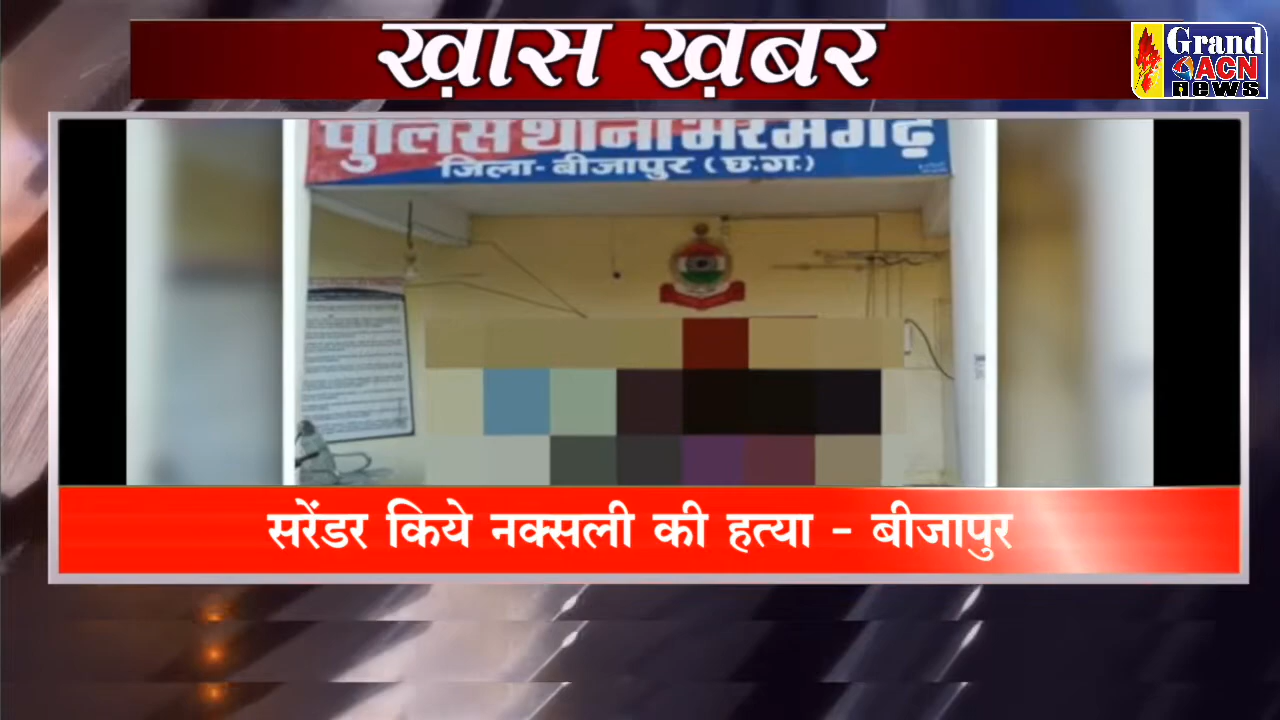 ख़ास ख़बर
Grand
ACN
news
पुलिस थाना भैरमगढ़
जिला- बीजापुर (छ.ग.)
सरेंडर किये नक्सली की हत्या - बीजापुर